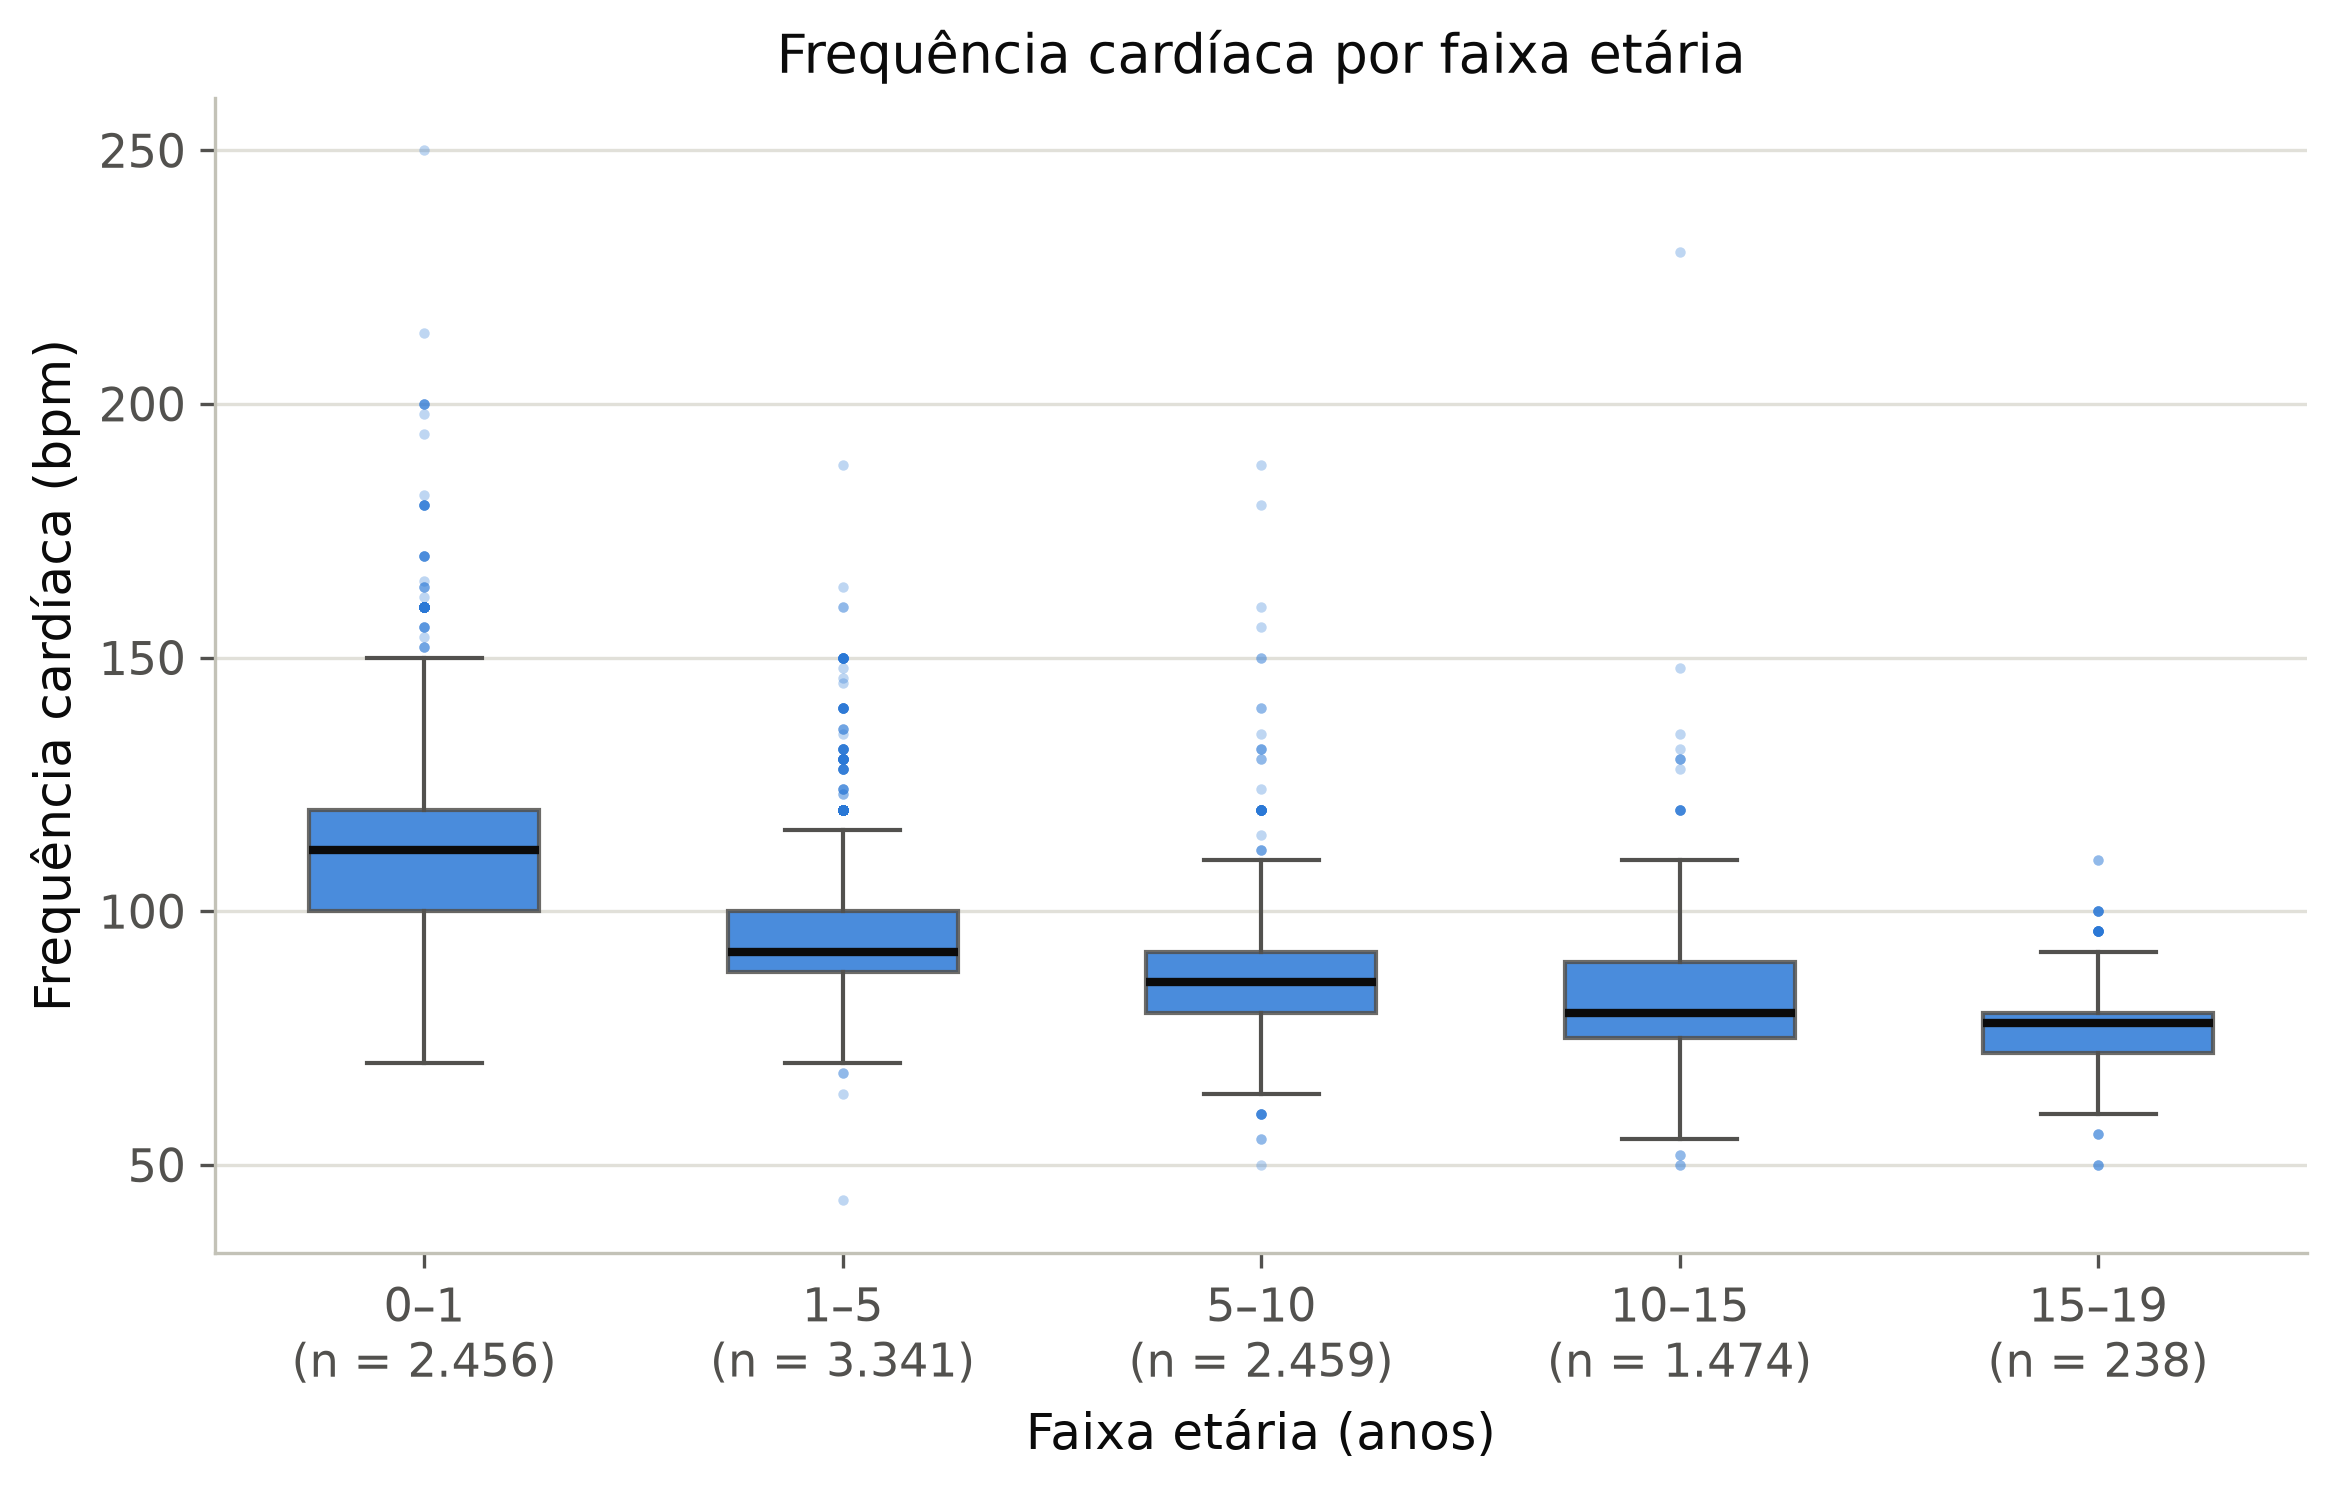 Frequência cardíaca por faixa etária
Frequência cardíaca (bpm)
250
200
150
100
50
0–1
(n = 2.456)
1–5
(n = 3.341)
5–10
(n = 2.459)
10–15
(n = 1.474)
15–19
(n = 238)
Faixa etária (anos)